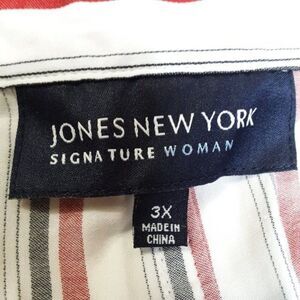 JONES NEW YORK
SIGNATURE WOMAN
3X
MADE IN
CHINA